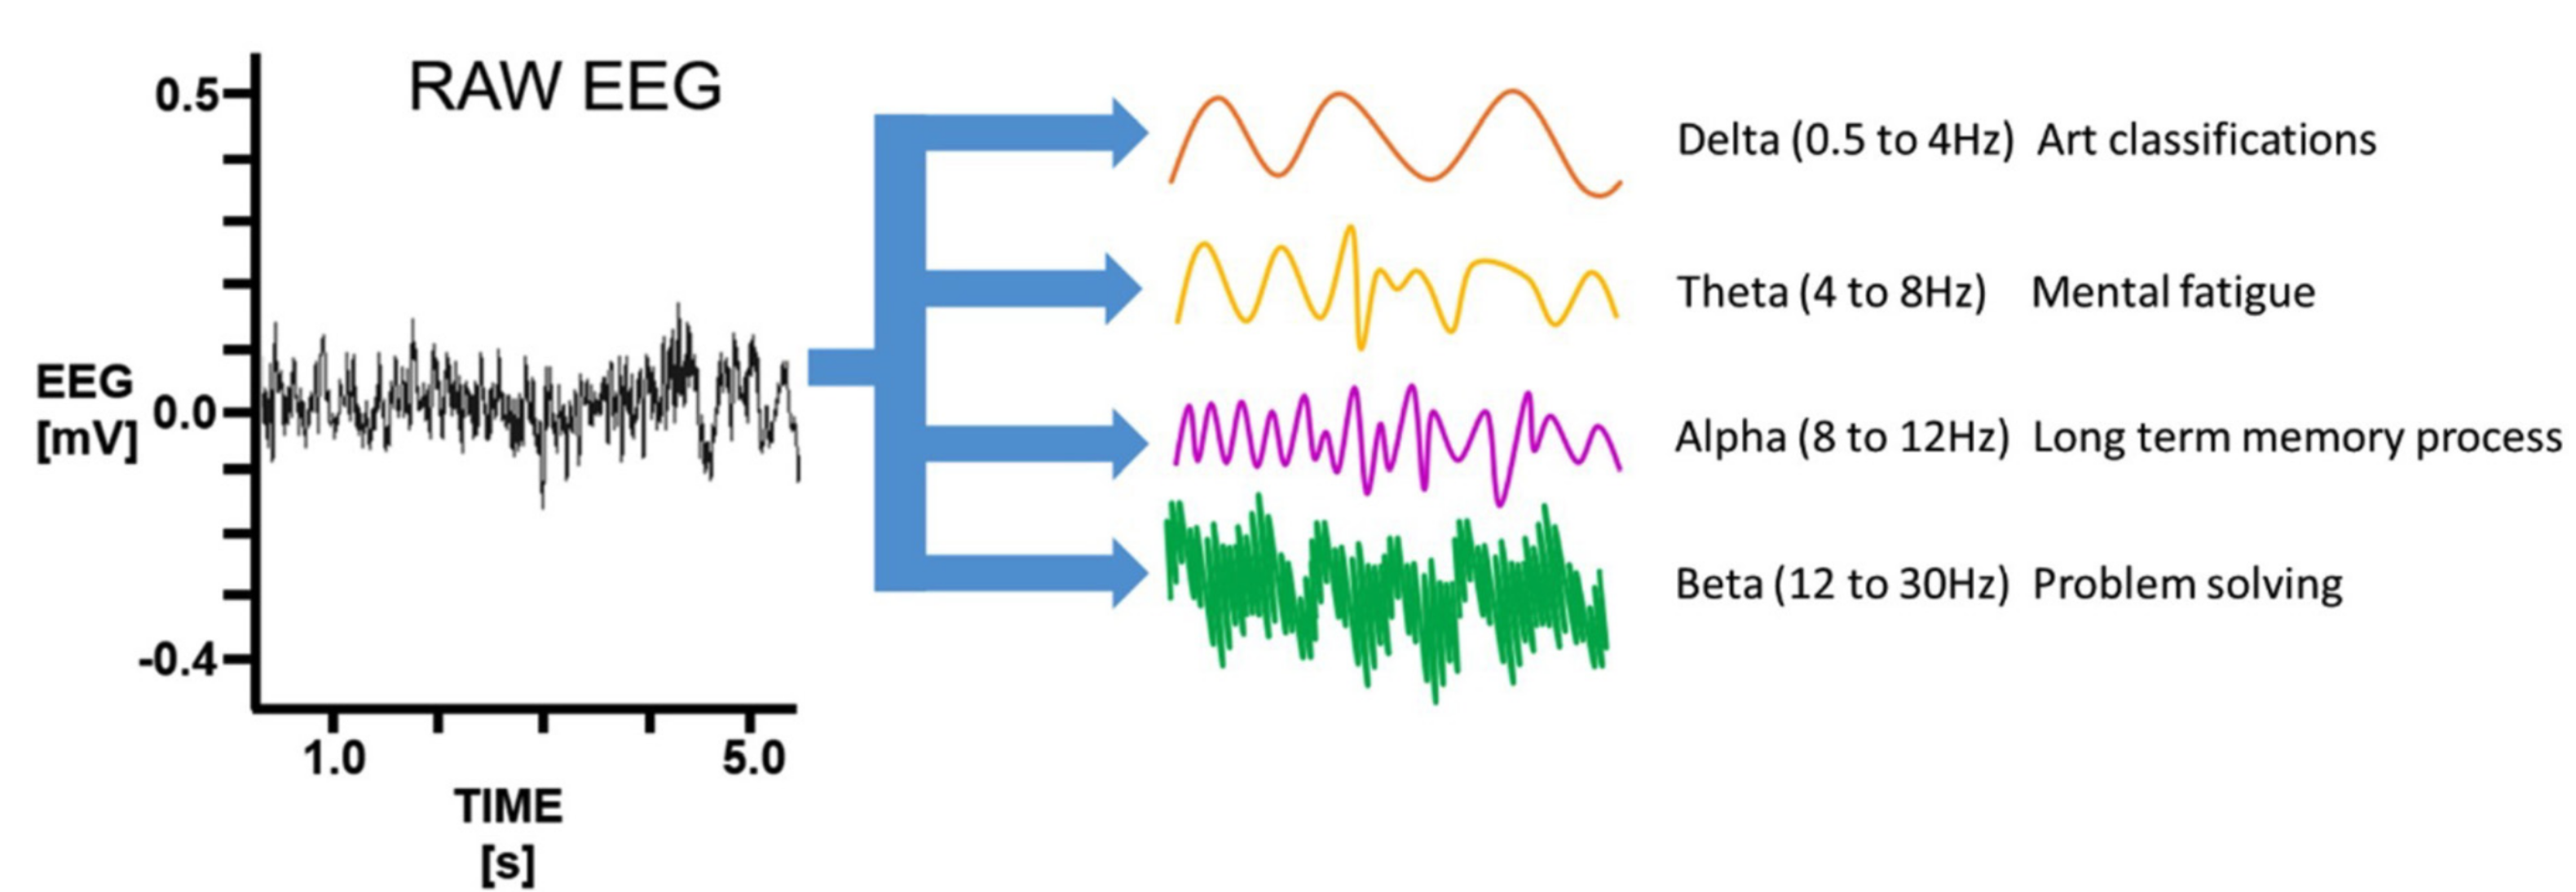 RAW EEG
0.5
EEG
[mV]
0.0
-0.4
1.0
5.0
TIME
[s]
Delta (0.5 to 4Hz) Art classifications
Theta (4 to 8Hz) Mental fatigue
Alpha (8 to 12Hz) Long term memory process
Beta (12 to 30Hz) Problem solving